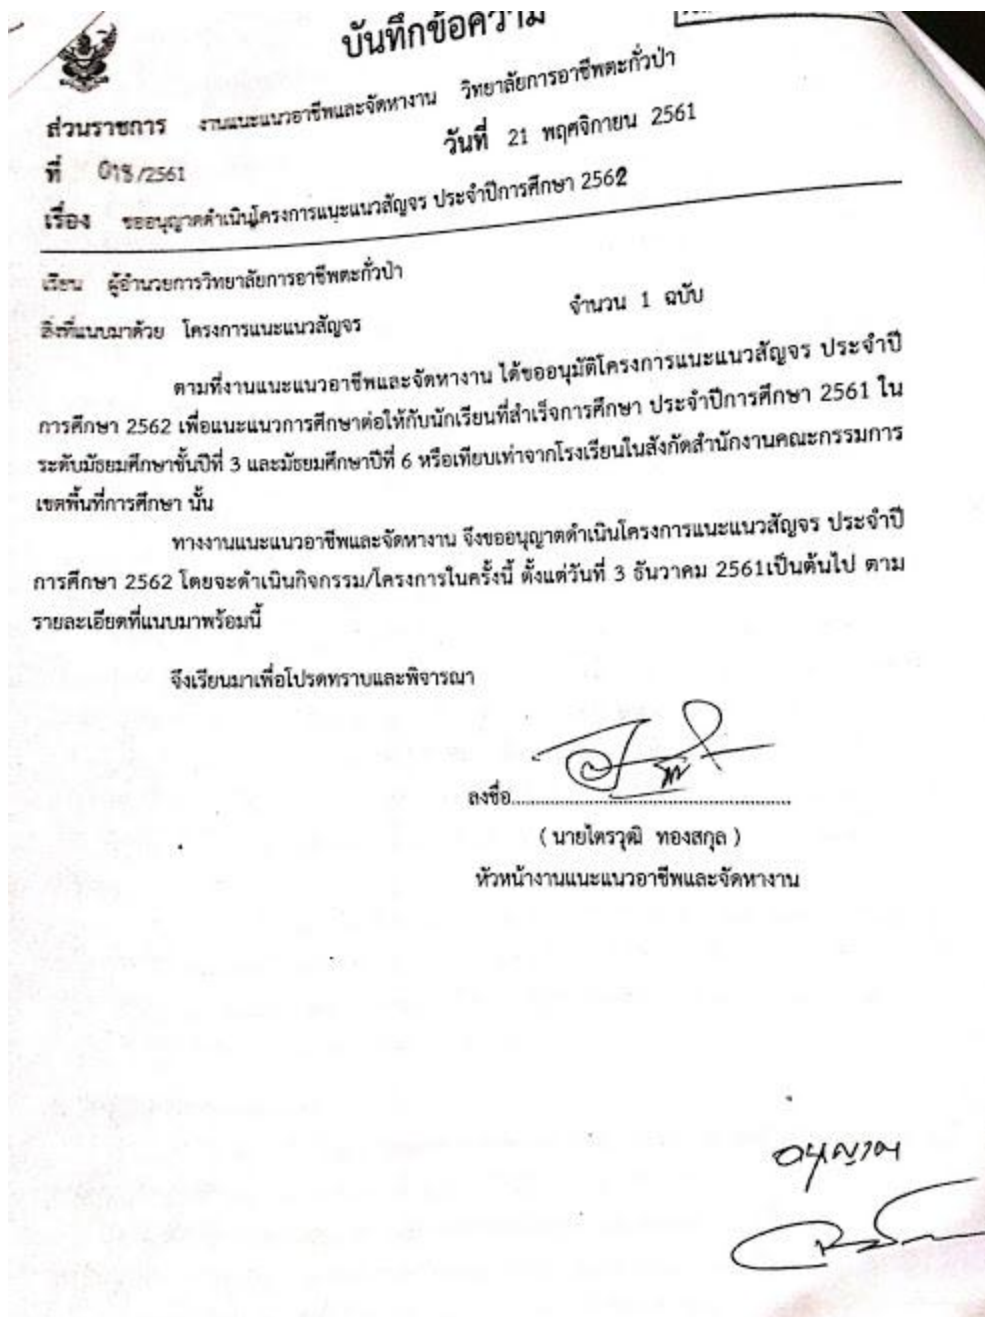 บันทึกข้อความ
ส่วนราชการ งานแนะแนวอาชีพและจัดหางาน วิทยาลัยการอาชีพตะกั่วป่า
ที่ 018/2561 วันที่ 21 พฤศจิกายน 2561
เรื่อง ขออนุญาตดำเนินโครงการแนะแนวสัญจร ประจำปีการศึกษา 2562
เรียน ผู้อำนวยการวิทยาลัยการอาชีพตะกั่วป่า
สิ่งที่แนบมาด้วย โครงการแนะแนวสัญจร จำนวน 1 ฉบับ
ตามที่งานแนะแนวอาชีพและจัดหางาน ได้ขออนุมัติโครงการแนะแนวสัญจร ประจำปี
การศึกษา 2562 เพื่อแนะแนวการศึกษาต่อให้กับนักเรียนที่สำเร็จการศึกษา ประจำปีการศึกษา 2561 ใน
ระดับมัธยมศึกษาชั้นปีที่ 3 และมัธยมศึกษาปีที่ 6 หรือเทียบเท่าจากโรงเรียนในสังกัดสำนักงานคณะกรรมการ
เขตพื้นที่การศึกษา นั้น
ทางงานแนะแนวอาชีพและจัดหางาน จึงขออนุญาตดำเนินโครงการแนะแนวสัญจร ประจำปี
การศึกษา 2562 โดยจะดำเนินกิจกรรม/โครงการในครั้งนี้ ตั้งแต่วันที่ 3 ธันวาคม 2561เป็นต้นไป ตาม
รายละเอียดที่แนบมาพร้อมนี้
จึงเรียนมาเพื่อโปรดทราบและพิจารณา
ลงชื่อ........................................
( นายไตรวุฒิ ทองสกุล )
หัวหน้างานแนะแนวอาชีพและจัดหางาน
อนุญาต